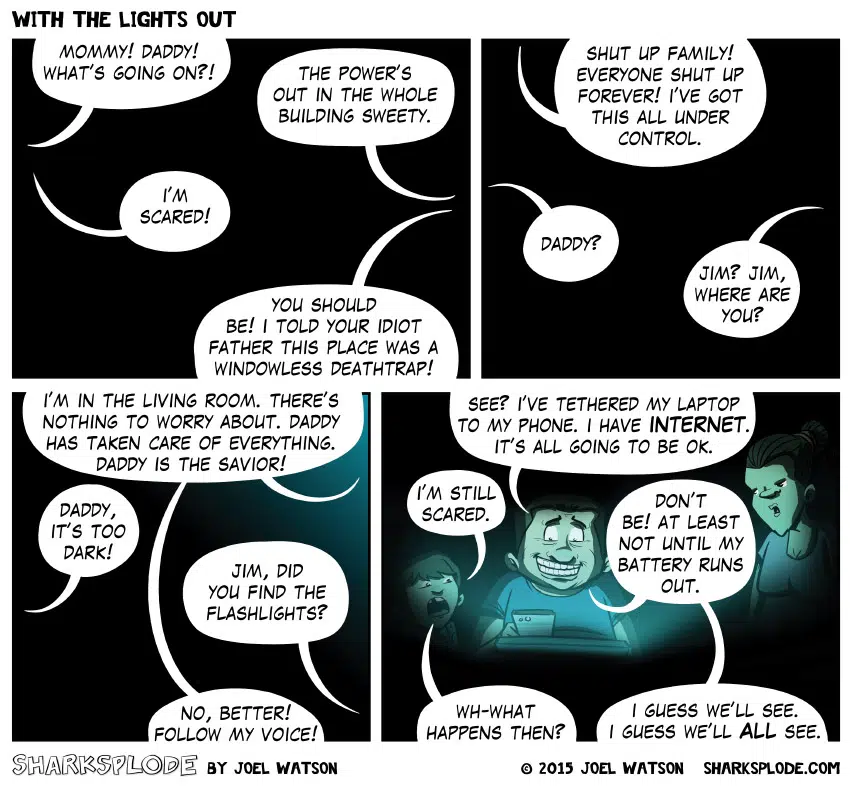 WITH THE LIGHTS OUT
MOMMY! DADDY!
WHAT'S GOING ON?!
THE POWER'S
OUT IN THE WHOLE
BUILDING SWEETY.
I'M
SCARED!
YOU SHOULD
BE! I TOLD YOUR IDIOT
FATHER THIS PLACE WAS A
WINDOWLESS DEATHTRAP!
SHUT UP FAMILY!
EVERYONE SHUT UP
FOREVER! I'VE GOT
THIS ALL UNDER
CONTROL.
DADDY?
JIM? JIM,
WHERE ARE
YOU?
I'M IN THE LIVING ROOM. THERE'S
NOTHING TO WORRY ABOUT. DADDY
HAS TAKEN CARE OF EVERYTHING.
DADDY IS THE SAVIOR!
DADDY,
IT'S TOO
DARK!
JIM, DID
YOU FIND THE
FLASHLIGHTS?
NO, BETTER!
FOLLOW MY VOICE!
SEE? I'VE TETHERED MY LAPTOP
TO MY PHONE. I HAVE INTERNET.
IT'S ALL GOING TO BE OK.
I'M STILL
SCARED.
DON'T
BE! AT LEAST
NOT UNTIL MY
BATTERY RUNS
OUT.
WH-WHAT
HAPPENS THEN?
I GUESS WE'LL SEE.
I GUESS WE'LL ALL SEE.
SHARKSPLODE BY JOEL WATSON
© 2015 JOEL WATSON SHARKSPLODE.COM